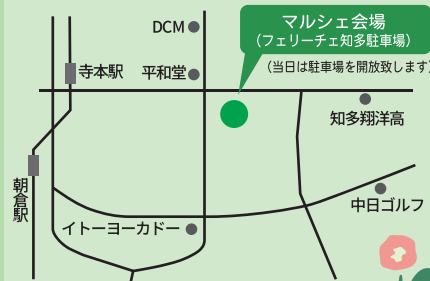 マルシェ会場
（フェリーチェ知多駐車場）
（当日は駐車場を開放致します）
DCM
寺本駅
平和堂
知多翔洋高
朝倉駅
中日ゴルフ
イトーヨーカドー